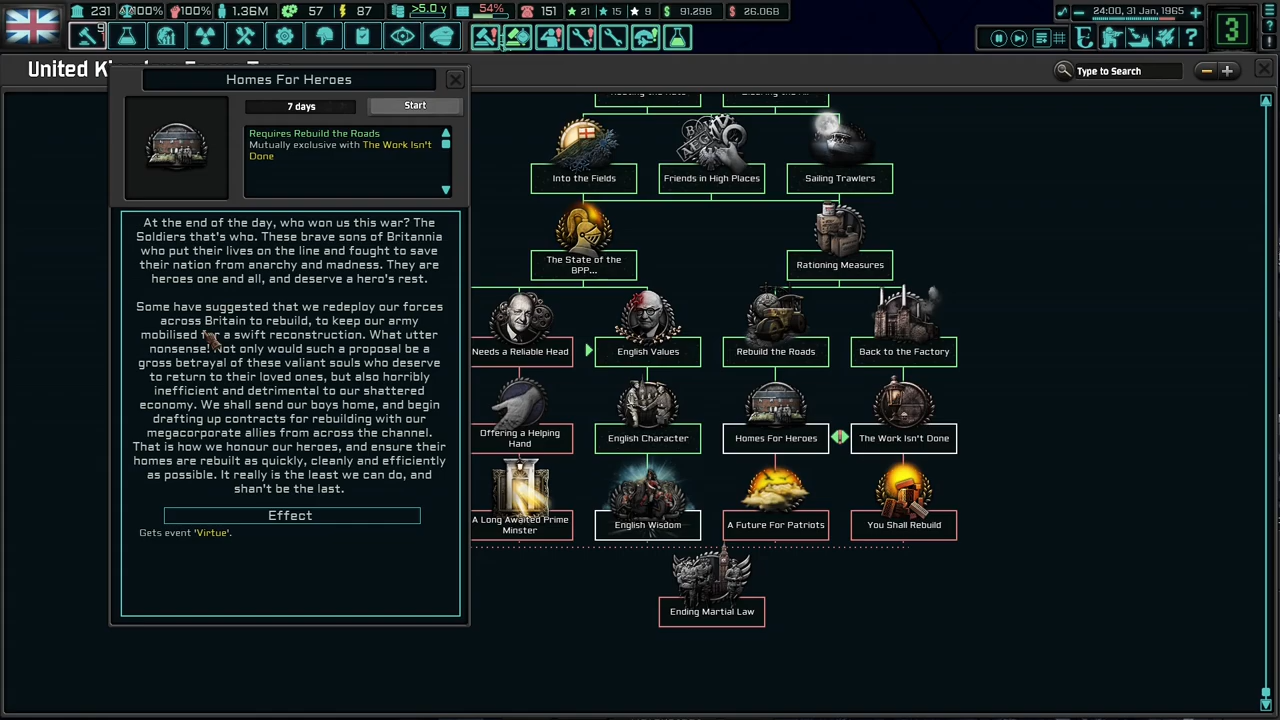 231 100% 100% 1.36M 57 87 >5.0 y 54% 151 21 15 9 $ 91.29B $ 26.06B
24:00, 31 Jan, 1965
3
United K
Type to Search
Homes For Heroes
7 days
Start
Requires Rebuild the Roads
Mutually exclusive with The Work Isn't
Done
At the end of the day, who won us this war? The
Soldiers that's who. These brave sons of Britannia
who put their lives on the line and fought to save
their nation from anarchy and madness. They are
heroes one and all, and deserve a hero's rest.
Some have suggested that we redeploy our forces
across Britain to rebuild, to keep our army
mobilised for a swift reconstruction. What utter
nonsense! Not only would such a proposal be a
gross betrayal of these valiant souls who deserve
to return to their loved ones, but also horribly
inefficient and detrimental to our shattered
economy. We shall send our boys home, and begin
drafting up contracts for rebuilding with our
megacorporate allies from across the channel.
That is how we honour our heroes, and ensure their
homes are rebuilt as quickly, cleanly and efficiently
as possible. It really is the least we can do, and
shan't be the last.
Effect
Gets event 'Virtue'.
Into the Fields
Friends in High Places
Sailing Trawlers
The State of the
BPP...
Rationing Measures
Needs a Reliable Head
English Values
Rebuild the Roads
Back to the Factory
Offering a Helping
Hand
English Character
Homes For Heroes
The Work Isn't Done
A Long Awaited Prime
Minster
English Wisdom
A Future For Patriots
You Shall Rebuild
Ending Martial Law